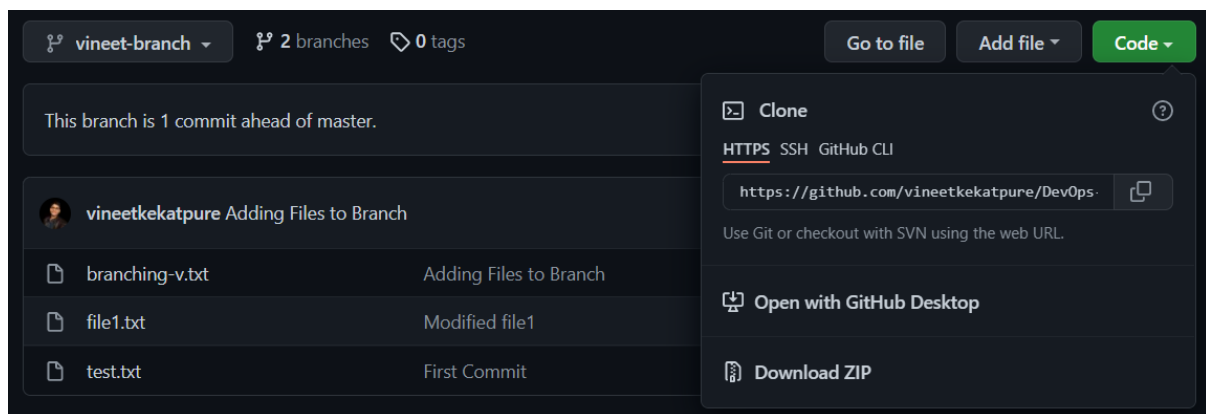 vineet-branch
2 branches
0 tags
Go to file
Add file
Code
This branch is 1 commit ahead of master.
vineetkekatpure Adding Files to Branch
branching-v.txt Adding Files to Branch
file1.txt Modified file1
test.txt First Commit
Clone
HTTPS SSH GitHub CLI
https://github.com/vineetkekatpure/DevOps-
Use Git or checkout with SVN using the web URL.
Open with GitHub Desktop
Download ZIP